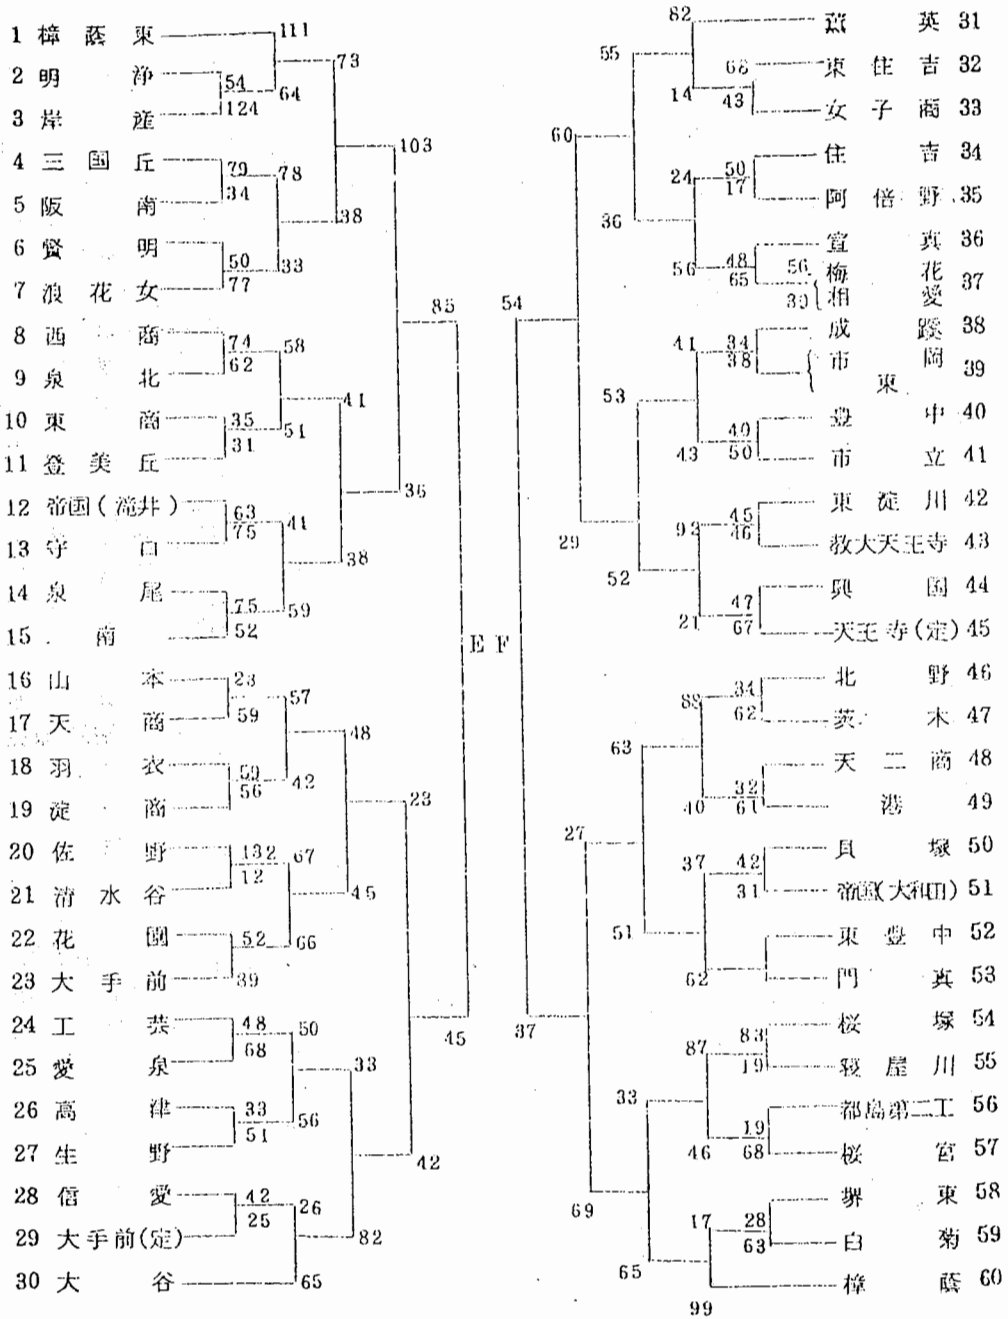 1 樟蔭東 111
2 明浄 54
3 岸産 124
64
73
4 三国丘 79
5 阪南 34
78
6 賢明 50
7 浪花女 77
33
38
103
8 西商 74
9 泉北 62
58
10 東商 35
11 登美丘 31
51
41
12 帝国(滝井) 63
13 守口 75
41
14 泉尾 75
15 南 52
59
38
36
85
16 山本 23
17 天商 59
57
18 羽衣 59
19 淀商 56
42
48
20 佐野 132
21 清水谷 12
67
22 花園 52
23 大手前 39
66
45
23
24 工芸 48
25 愛泉 68
50
26 高津 33
27 生野 51
56
33
28 信愛 42
29 大手前(定) 25
26
30 大谷 65
82
42
45
E F
82 薫英 31
68 東住吉 32
43 女子商 33
14
55
50 住吉 34
17 阿倍野 35
24
48 宣真 36
65 56 梅花 37
30 相愛
56
36
60
34 成蹊 38
38 市岡東 39
41
40 豊中 40
50 市立 41
43
53
45 東淀川 42
46 教大天王寺 43
93
47 興国 44
67 天王寺(定) 45
21
52
29
54
34 北野 46
62 茨木 47
88
32 天二商 48
61 港 49
40
63
42 貝塚 50
31 帝国(大和田) 51
37
東豊中 52
門真 53
62
51
27
83 桜塚 54
19 寝屋川 55
87
19 都島第二工 56
68 桜宮 57
46
33
28 堺東 58
63 白菊 59
17
99 樟蔭 60
65
69
37